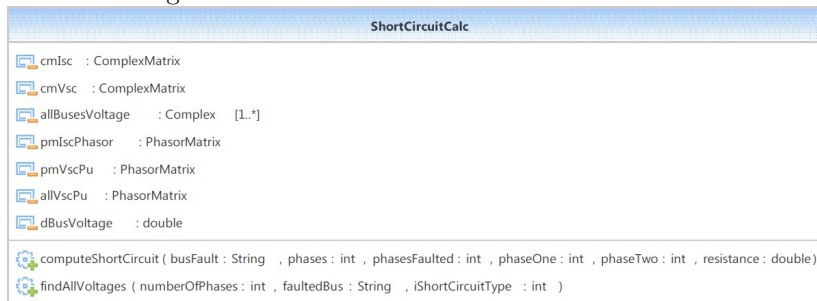 ShortCircuitCalc
cmIsc : ComplexMatrix
cmVsc : ComplexMatrix
allBusesVoltage : Complex [1..*]
pmIscPhasor : PhasorMatrix
pmVscPu : PhasorMatrix
allVscPu : PhasorMatrix
dBusVoltage : double
computeShortCircuit ( busFault : String , phases : int , phasesFaulted : int , phaseOne : int , phaseTwo : int , resistance : double)
findAllVoltages ( numberOfPhases : int , faultedBus : String , iShortCircuitType : int )